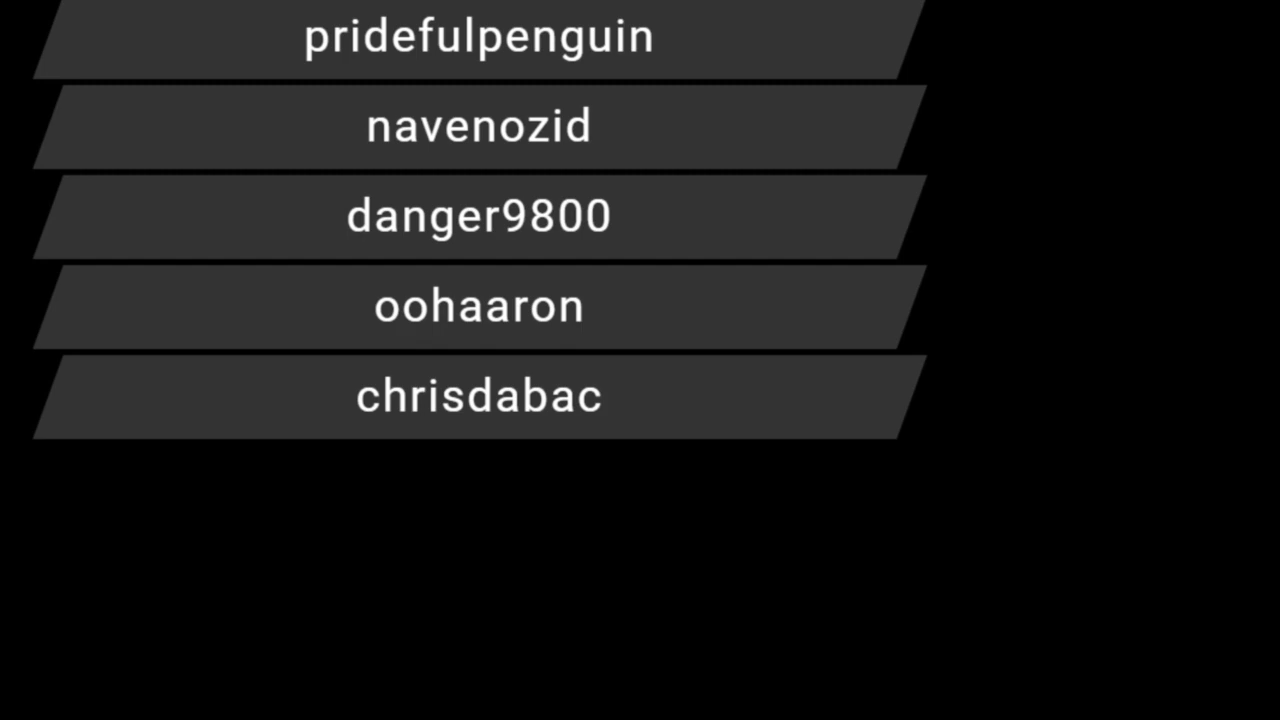 pridefulpenguin
navenozid
danger9800
oohaaron
chrisdabac